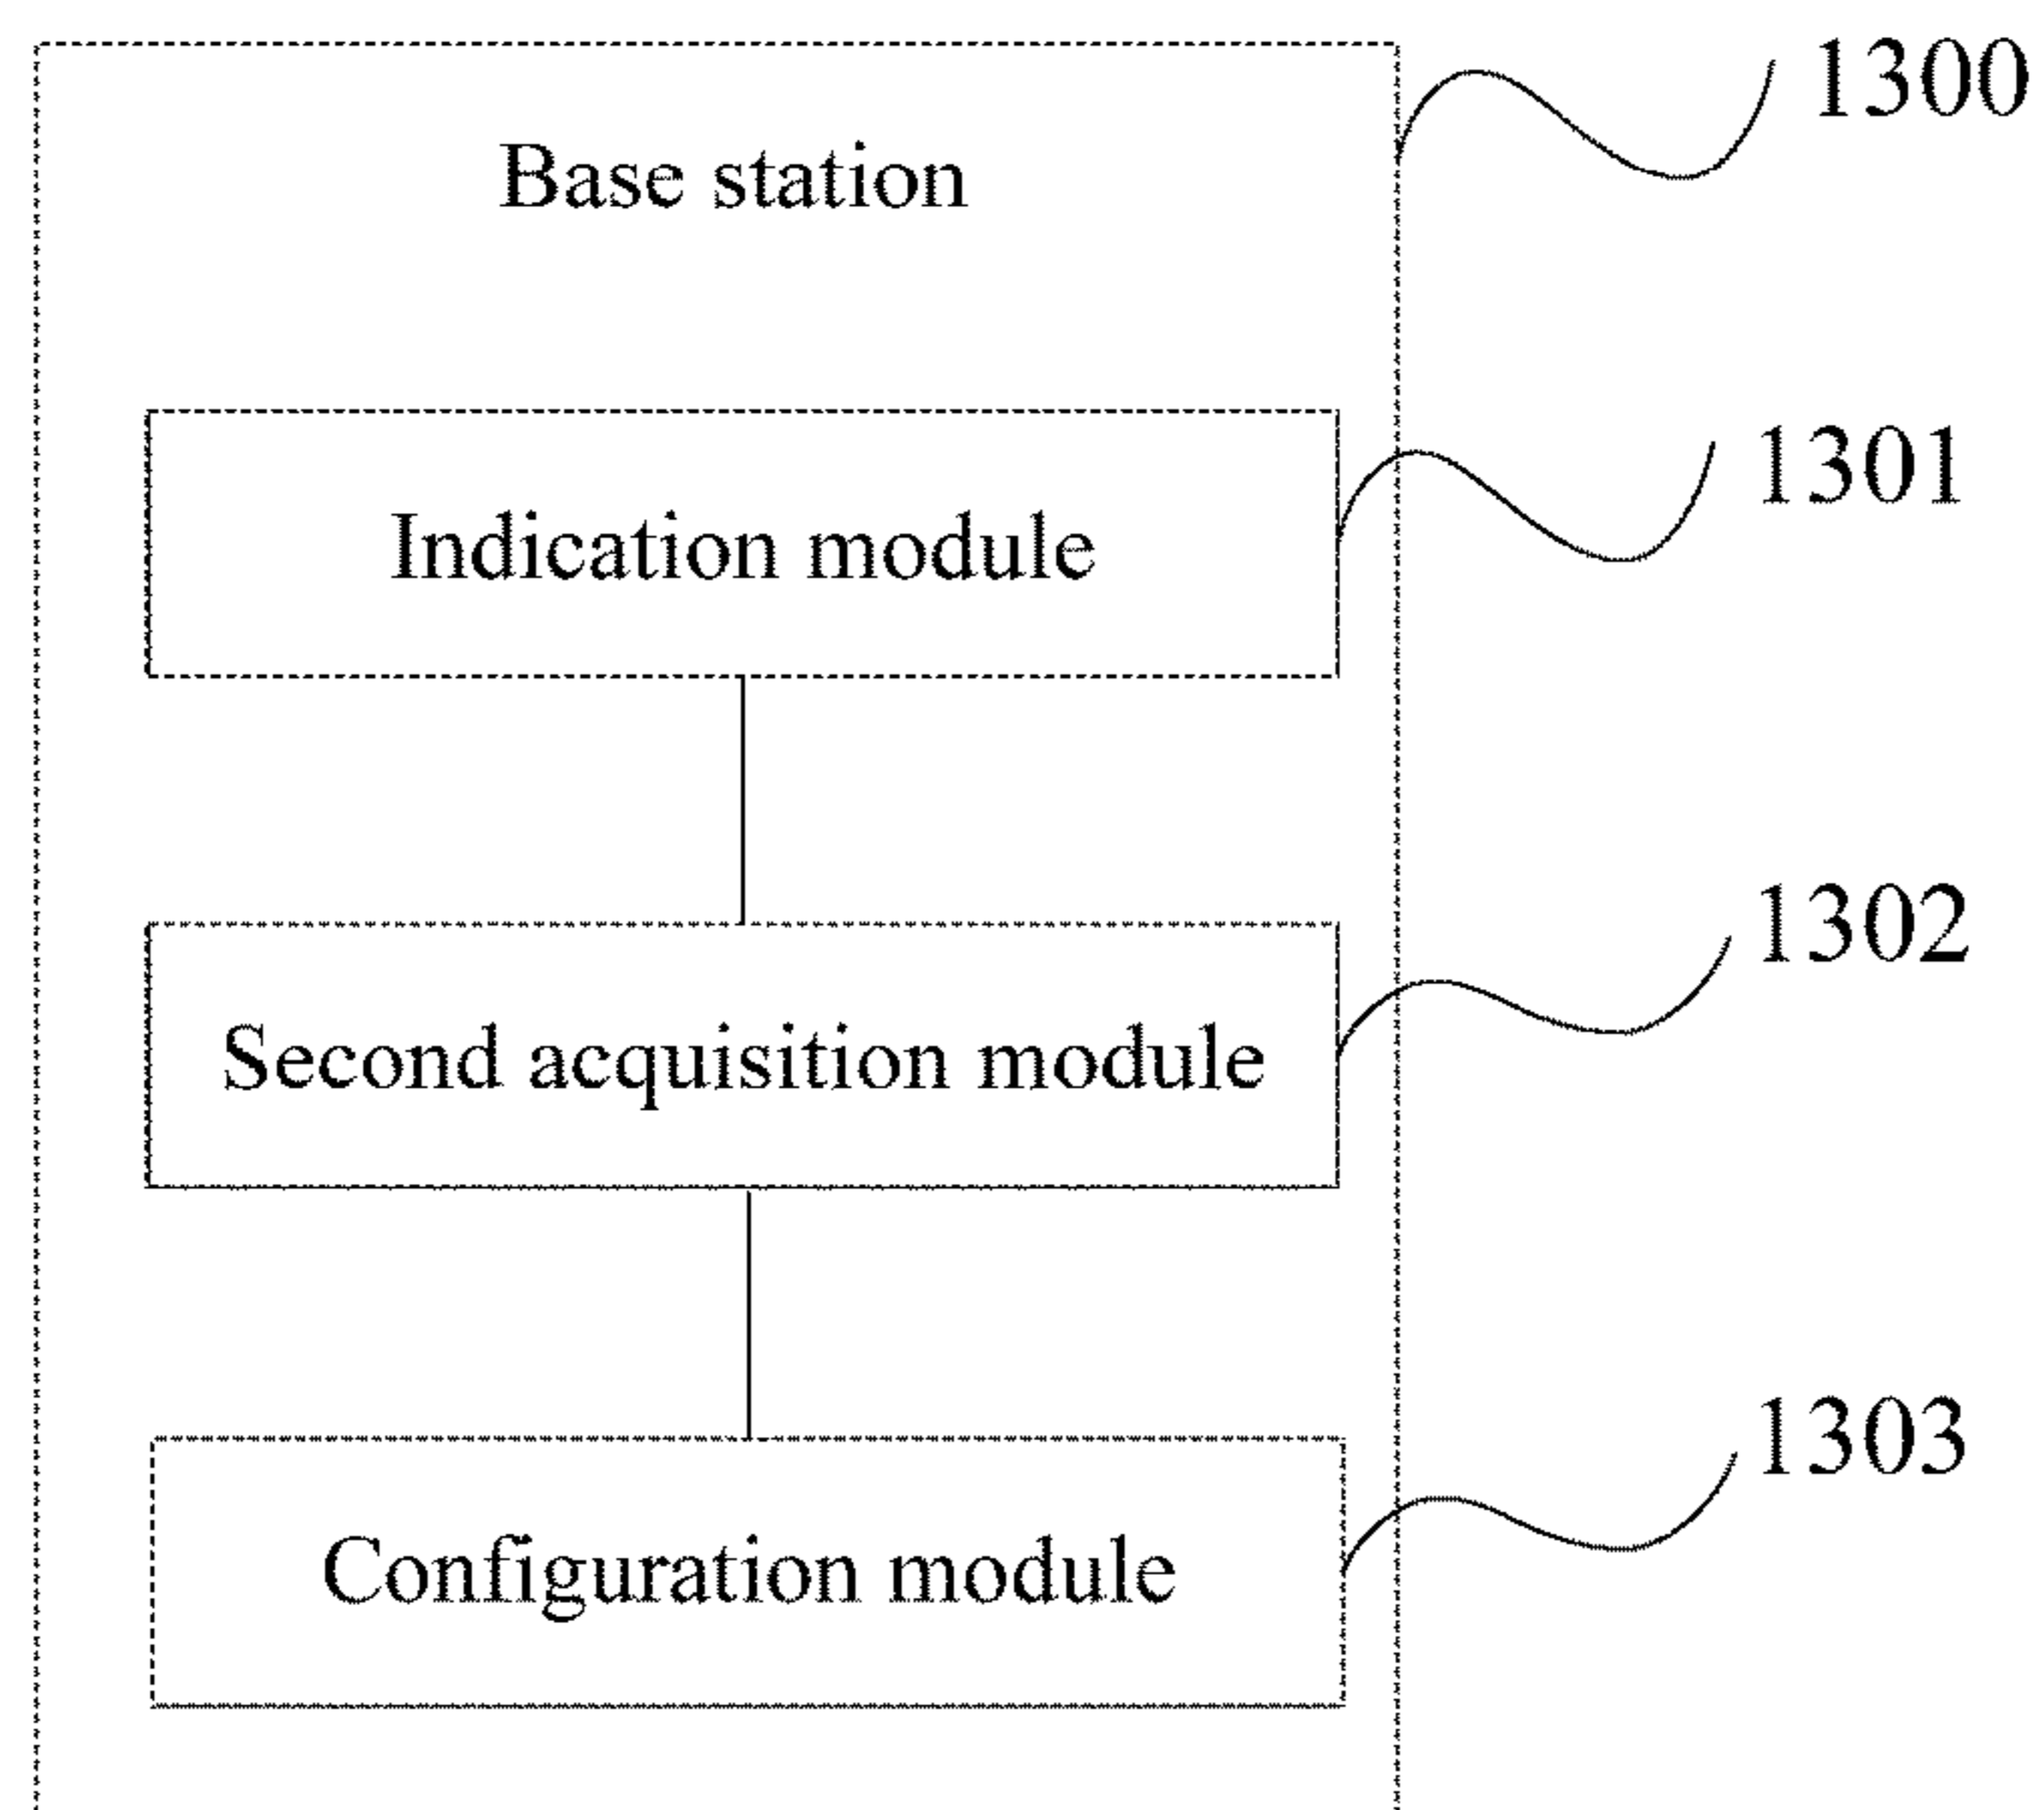 Base station
1300
Indication module
1301
Second acquisition module
1302
Configuration module
1303